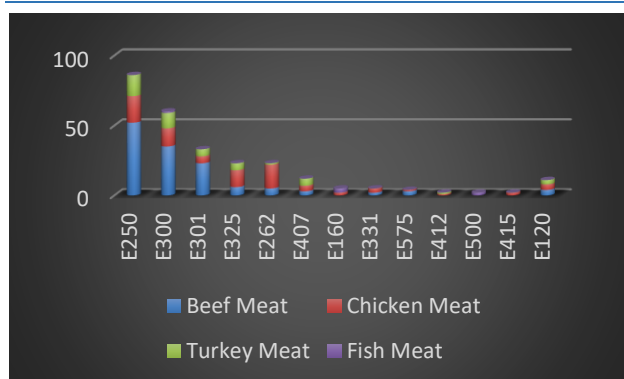 100
50
0
E250 E300 E301 E325 E262 E407 E160 E331 E575 E412 E500 E415 E120
Beef Meat Chicken Meat
Turkey Meat Fish Meat